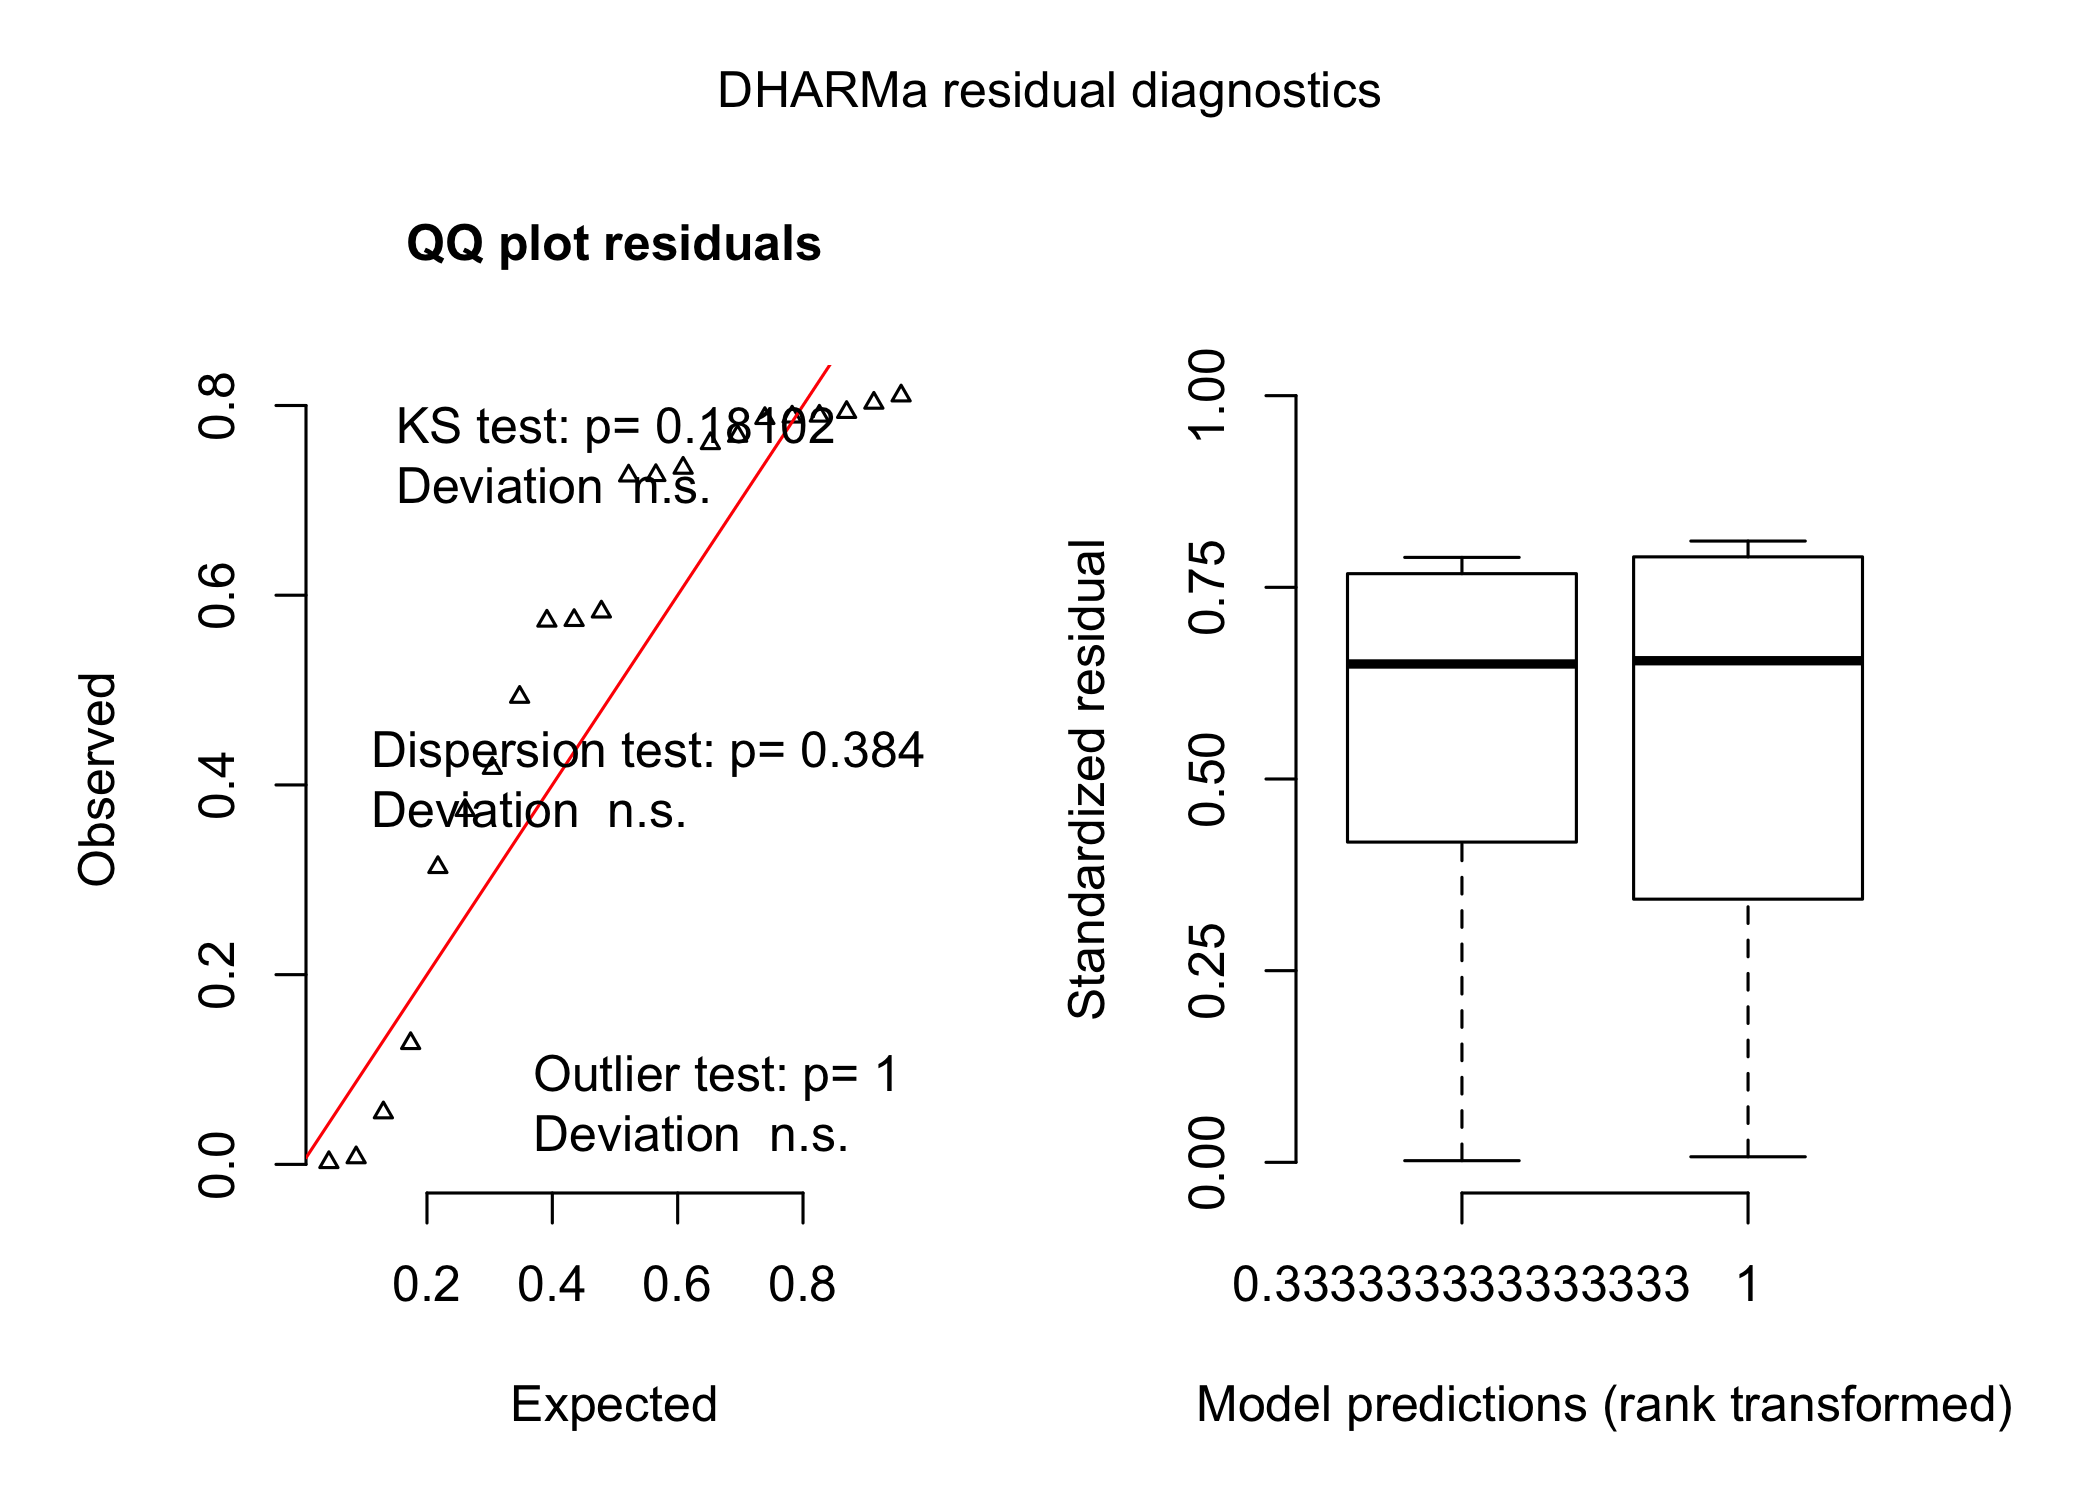 DHARMa residual diagnostics
QQ plot residuals
KS test: p= 0.18102
Deviation n.s.
Dispersion test: p= 0.384
Deviation n.s.
Outlier test: p= 1
Deviation n.s.
Observed
0.0 0.2 0.4 0.6 0.8
0.2 0.4 0.6 0.8
Expected
Standardized residual
0.00 0.25 0.50 0.75 1.00
0.333333333333333 1
Model predictions (rank transformed)